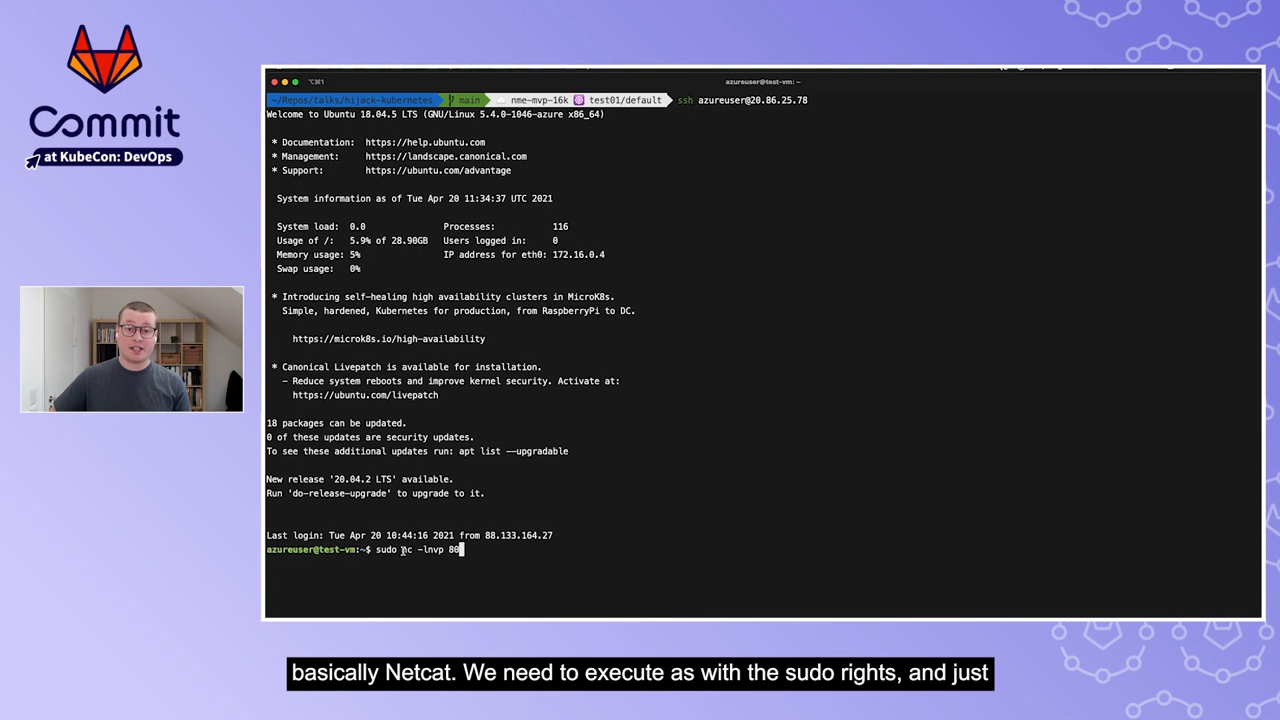 Commit
at KubeCon: DevOps
⌥⌘1
azureuser@test-vm: ~
~/Repos/talks/hijack-kubernetes main nme-mvp-16k test01/default ssh azureuser@20.86.25.78
Welcome to Ubuntu 18.04.5 LTS (GNU/Linux 5.4.0-1046-azure x86_64)
* Documentation: https://help.ubuntu.com
* Management: https://landscape.canonical.com
* Support: https://ubuntu.com/advantage
System information as of Tue Apr 20 11:34:37 UTC 2021
System load: 0.0 Processes: 116
Usage of /: 5.9% of 28.90GB Users logged in: 0
Memory usage: 5% IP address for eth0: 172.16.0.4
Swap usage: 0%
* Introducing self-healing high availability clusters in MicroK8s.
Simple, hardened, Kubernetes for production, from RaspberryPi to DC.
https://microk8s.io/high-availability
* Canonical Livepatch is available for installation.
- Reduce system reboots and improve kernel security. Activate at:
https://ubuntu.com/livepatch
18 packages can be updated.
0 of these updates are security updates.
To see these additional updates run: apt list --upgradable
New release '20.04.2 LTS' available.
Run 'do-release-upgrade' to upgrade to it.
Last login: Tue Apr 20 10:44:16 2021 from 88.133.164.27
azureuser@test-vm:~$ sudo nc -lnvp 80
basically Netcat. We need to execute as with the sudo rights, and just